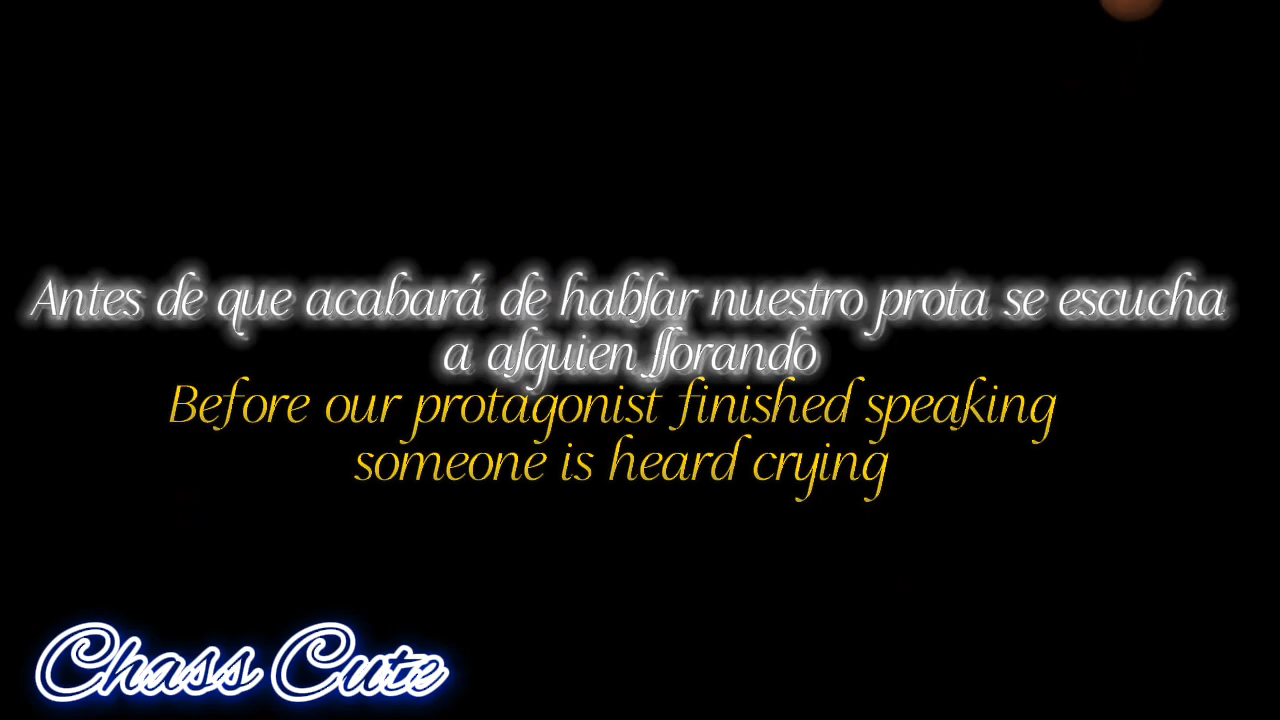 Antes de que acabará de hablar nuestro prota se escucha
a alguien llorando
Before our protagonist finished speaking
someone is heard crying
Chass Cute